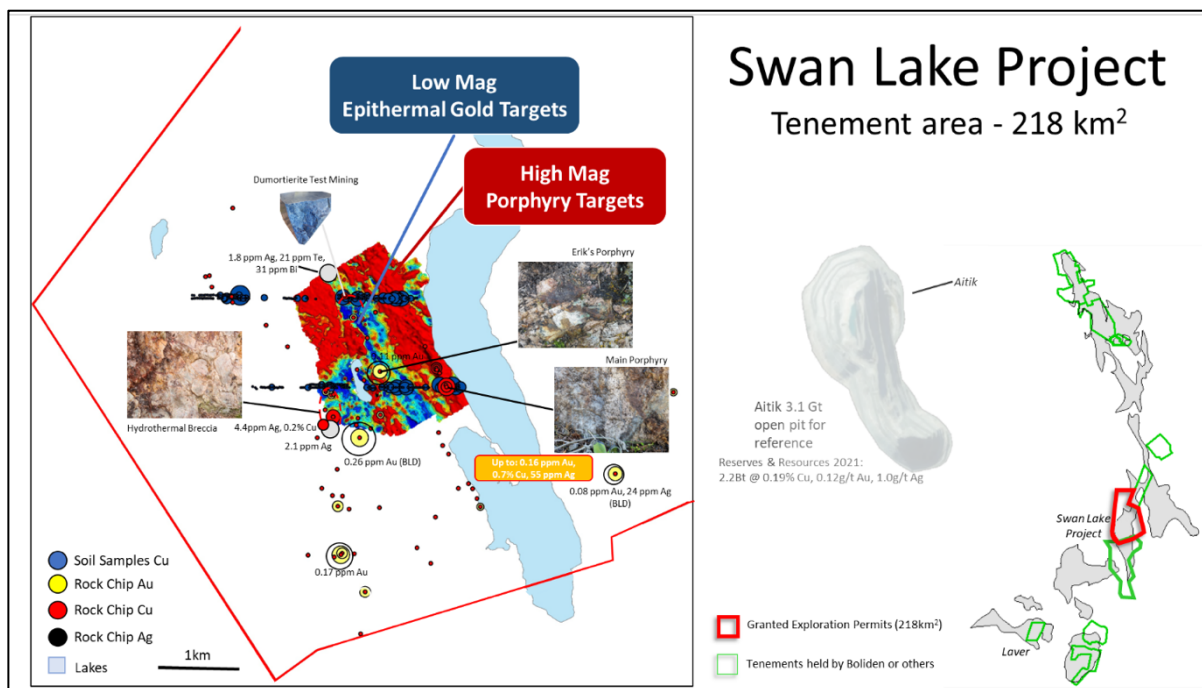 Swan Lake Project
Tenement area - 218 km²
Low Mag
Epithermal Gold Targets
High Mag
Porphyry Targets
Dumortierite Test Mining
1.8 ppm Ag, 21 ppm Te,
31 ppm Bi
Erik's Porphyry
0.11 ppm Au
Main Porphyry
Hydrothermal Breccia
4.4ppm Ag, 0.2% Cu
2.1 ppm Ag
0.26 ppm Au (BLD)
Up to: 0.16 ppm Au,
0.7% Cu, 55 ppm Ag
0.08 ppm Au, 24 ppm Ag
(BLD)
0.17 ppm Au
Soil Samples Cu
Rock Chip Au
Rock Chip Cu
Rock Chip Ag
Lakes
1km
Aitik
Aitik 3.1 Gt
open pit for
reference
Reserves & Resources 2021:
2.2Bt @ 0.19% Cu, 0.12g/t Au, 1.0g/t Ag
Swan Lake
Project
Granted Exploration Permits (218km²)
Tenements held by Boliden or others
Laver